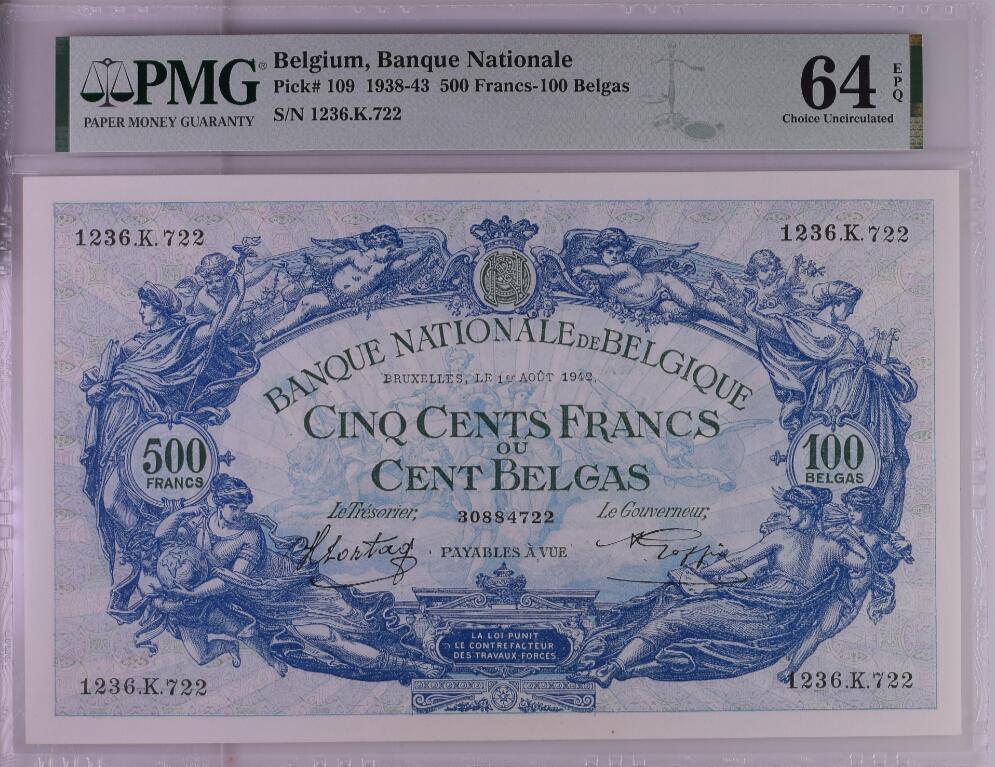 PMG®
PAPER MONEY GUARANTY
Belgium, Banque Nationale
Pick# 109 1938-43 500 Francs-100 Belgas
S/N 1236.K.722
64 EPQ
Choice Uncirculated
1236.K.722 1236.K.722
BANQUE NATIONALE DE BELGIQUE
BRUXELLES, LE 1er AOÛT 1942.
CINQ CENTS FRANCS
OU
CENT BELGAS
500 FRANCS
100 BELGAS
Le Trésorier, 30884722 Le Gouverneur,
PAYABLES À VUE
LA LOI PUNIT
LE CONTREFACTEUR
DES TRAVAUX FORCÉS
1236.K.722 1236.K.722